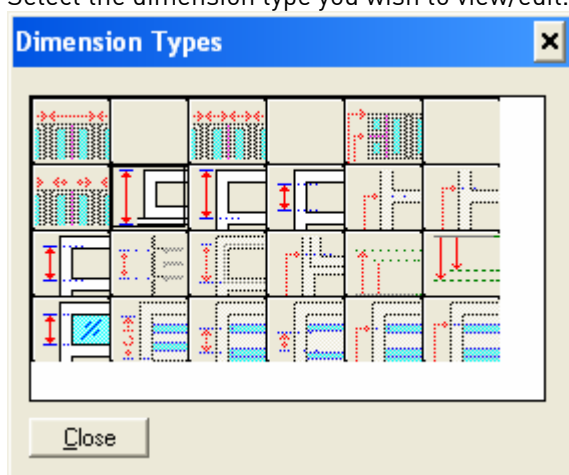 Select the dimension type you wish to view/edit.
Dimension Types
Close